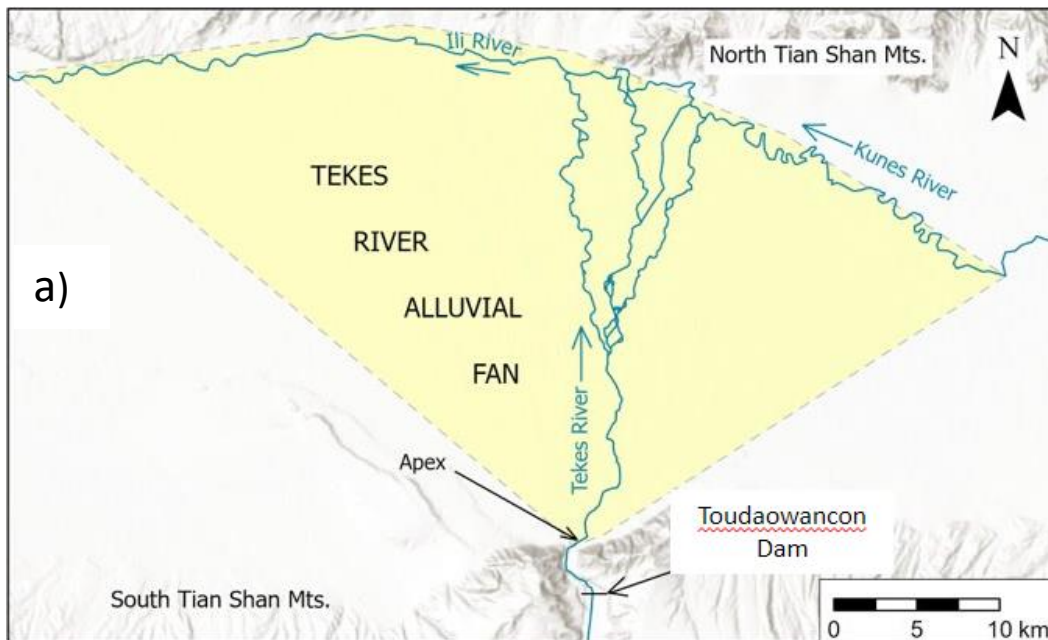 Ili River
North Tian Shan Mts.
N
Kunes River
TEKES
RIVER
a)
ALLUVIAL
FAN
Tekes River
Apex
Toudaowancon
Dam
South Tian Shan Mts.
0 5 10 km